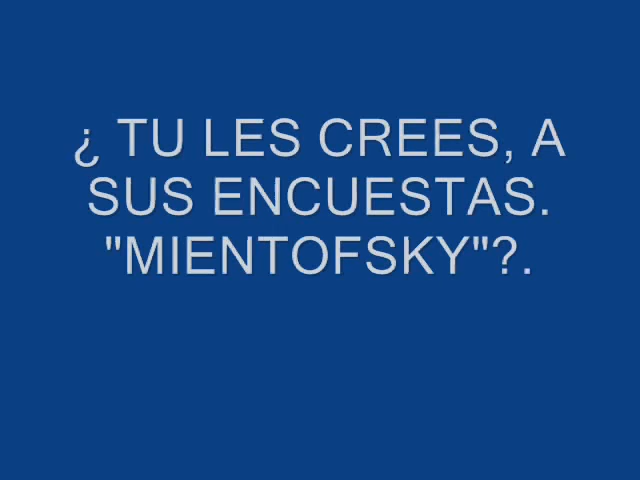 ¿ TU LES CREES, A
SUS ENCUESTAS.
"MIENTOFSKY"?.